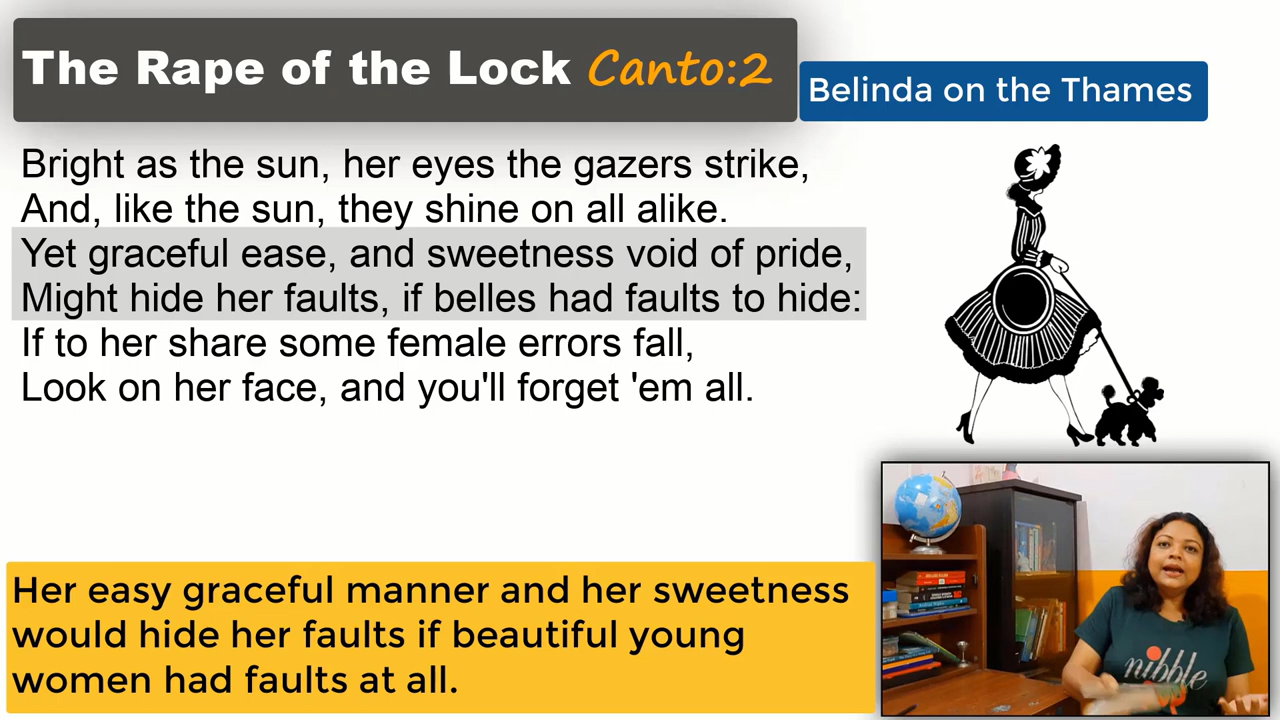 The Rape of the Lock Canto:2
Belinda on the Thames
Bright as the sun, her eyes the gazers strike,
And, like the sun, they shine on all alike.
Yet graceful ease, and sweetness void of pride,
Might hide her faults, if belles had faults to hide:
If to her share some female errors fall,
Look on her face, and you'll forget 'em all.
Her easy graceful manner and her sweetness
would hide her faults if beautiful young
women had faults at all.
nibble